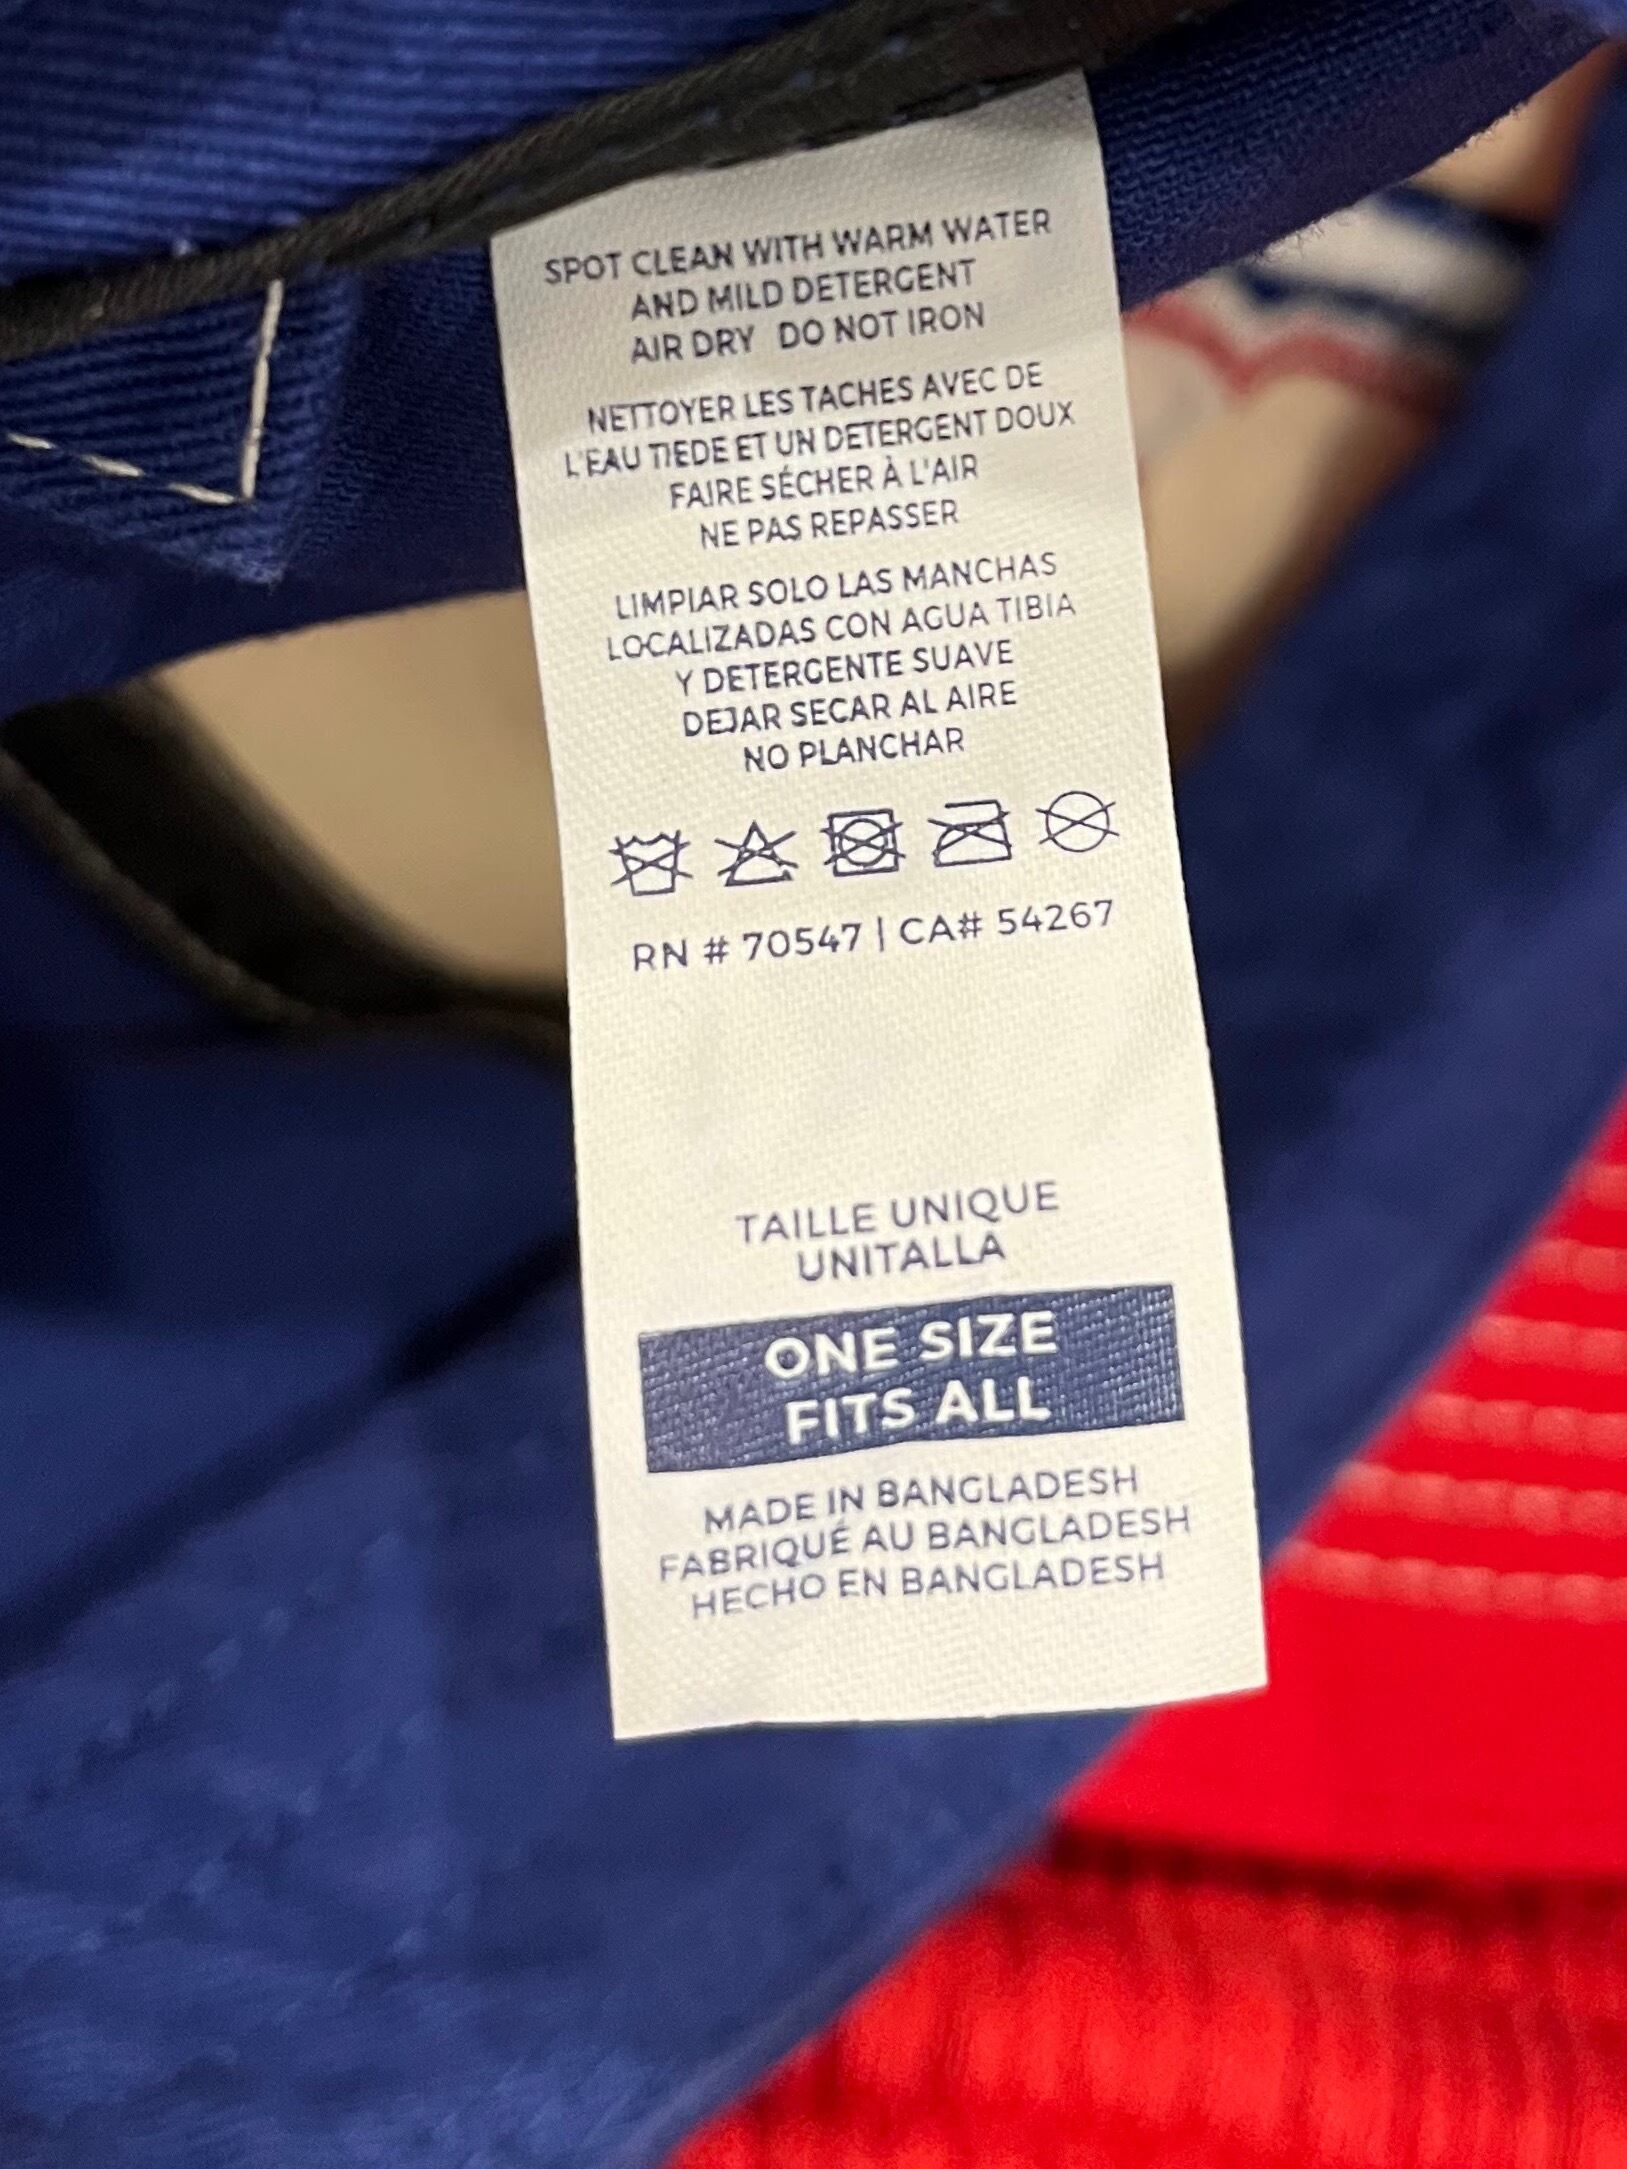 SPOT CLEAN WITH WARM WATER
AND MILD DETERGENT
AIR DRY DO NOT IRON
NETTOYER LES TACHES AVEC DE
L'EAU TIEDE ET UN DETERGENT DOUX
FAIRE SÉCHER À L'AIR
NE PAS REPASSER
LIMPIAR SOLO LAS MANCHAS
LOCALIZADAS CON AGUA TIBIA
Y DETERGENTE SUAVE
DEJAR SECAR AL AIRE
NO PLANCHAR
RN # 70547 | CA# 54267
TAILLE UNIQUE
UNITALLA
ONE SIZE
FITS ALL
MADE IN BANGLADESH
FABRIQUÉ AU BANGLADESH
HECHO EN BANGLADESH